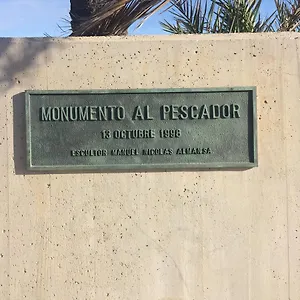 MONUMENTO AL PESCADOR
13 OCTUBRE 1998
ESCULTOR MANUEL NICOLAS ALMANSA